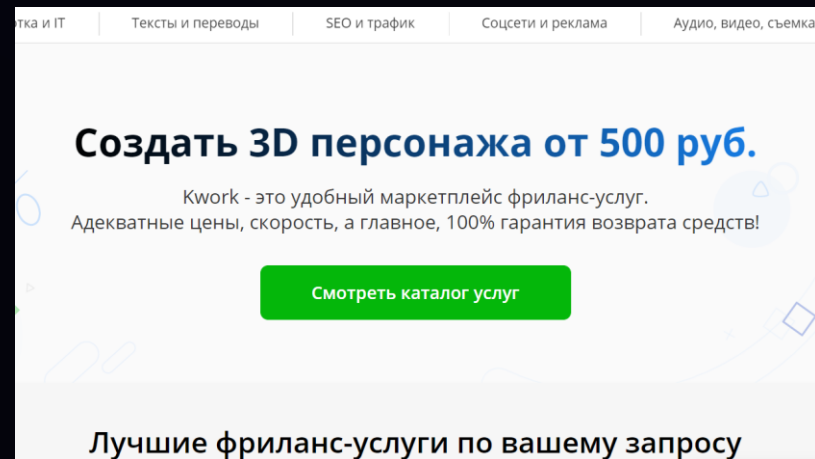 тка и IT
Тексты и переводы
SEO и трафик
Соцсети и реклама
Аудио, видео, съемка
Создать 3D персонажа от 500 руб.
Kwork - это удобный маркетплейс фриланс-услуг.
Адекватные цены, скорость, а главное, 100% гарантия возврата средств!
Смотреть каталог услуг
Лучшие фриланс-услуги по вашему запросу